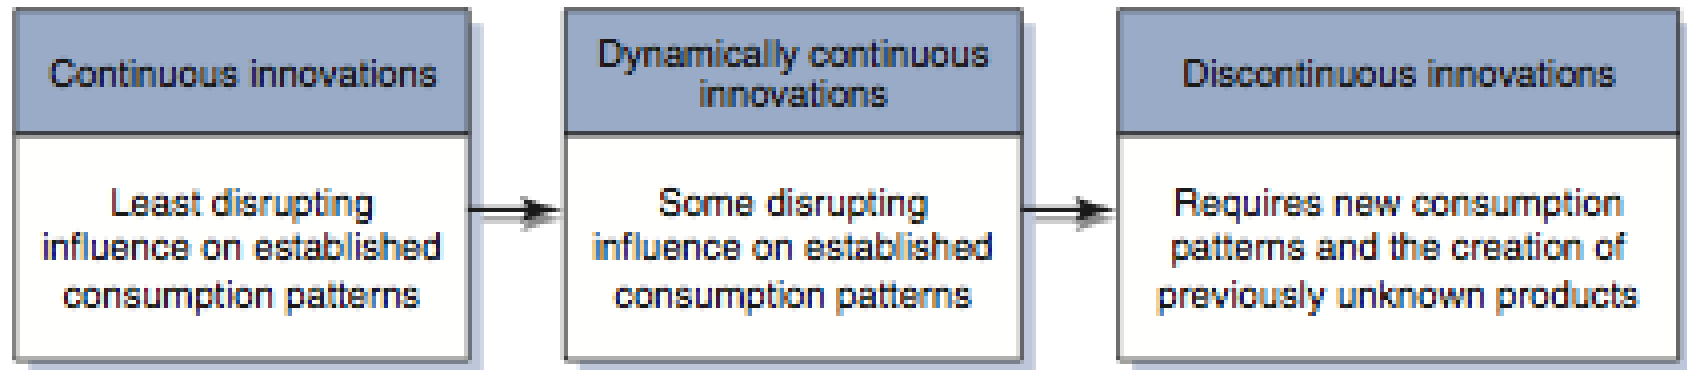 Continuous innovations
Least disrupting
influence on established
consumption patterns
Dynamically continuous
innovations
Some disrupting
influence on established
consumption patterns
Discontinuous innovations
Requires new consumption
patterns and the creation of
previously unknown products